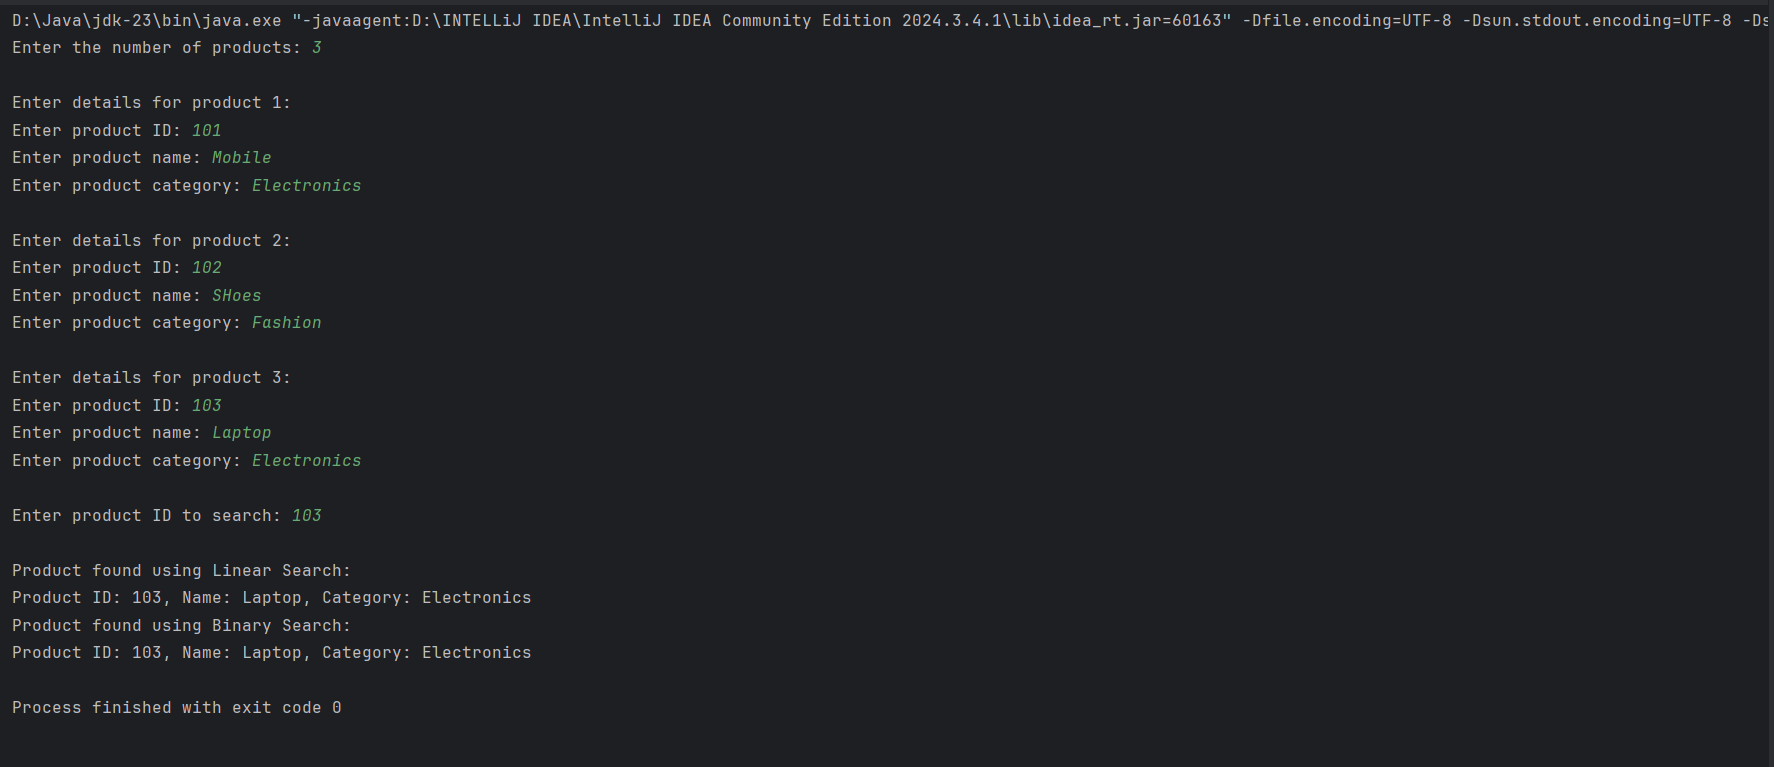 D:\Java\jdk-23\bin\java.exe "-javaagent:D:\INTELLiJ IDEA\IntelliJ IDEA Community Edition 2024.3.4.1\lib\idea_rt.jar=60163" -Dfile.encoding=UTF-8 -Dsun.stdout.encoding=UTF-8 -Ds
Enter the number of products: 3
Enter details for product 1:
Enter product ID: 101
Enter product name: Mobile
Enter product category: Electronics
Enter details for product 2:
Enter product ID: 102
Enter product name: SHoes
Enter product category: Fashion
Enter details for product 3:
Enter product ID: 103
Enter product name: Laptop
Enter product category: Electronics
Enter product ID to search: 103
Product found using Linear Search:
Product ID: 103, Name: Laptop, Category: Electronics
Product found using Binary Search:
Product ID: 103, Name: Laptop, Category: Electronics
Process finished with exit code 0